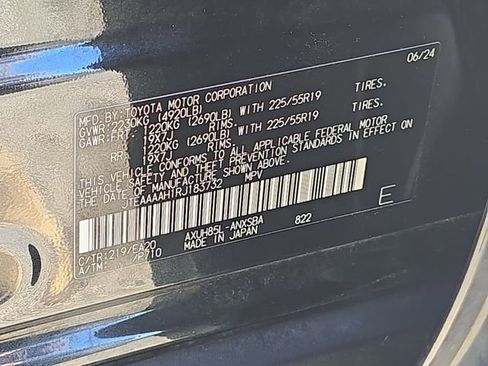 06/24
MFD.BY:TOYOTA MOTOR CORPORATION
GVWR:2230KG (4920LB)
GAWR:FRT. 1220KG (2690LB) WITH 225/55R19 TIRES.
19X7J RIMS.
RR. 1220KG (2690LB) WITH 225/55R19 TIRES.
19X7J RIMS.
THIS VEHICLE CONFORMS TO ALL APPLICABLE FEDERAL MOTOR
VEHICLE SAFETY AND THEFT PREVENTION STANDARDS IN EFFECT ON
THE DATE OF MANUFACTURE SHOWN ABOVE.
JTEAAAAH1RJ183732 MPV
E
C/TR:219/EA20 AXUH85L-ANXSBA 822
A/TM: /P710 MADE IN JAPAN